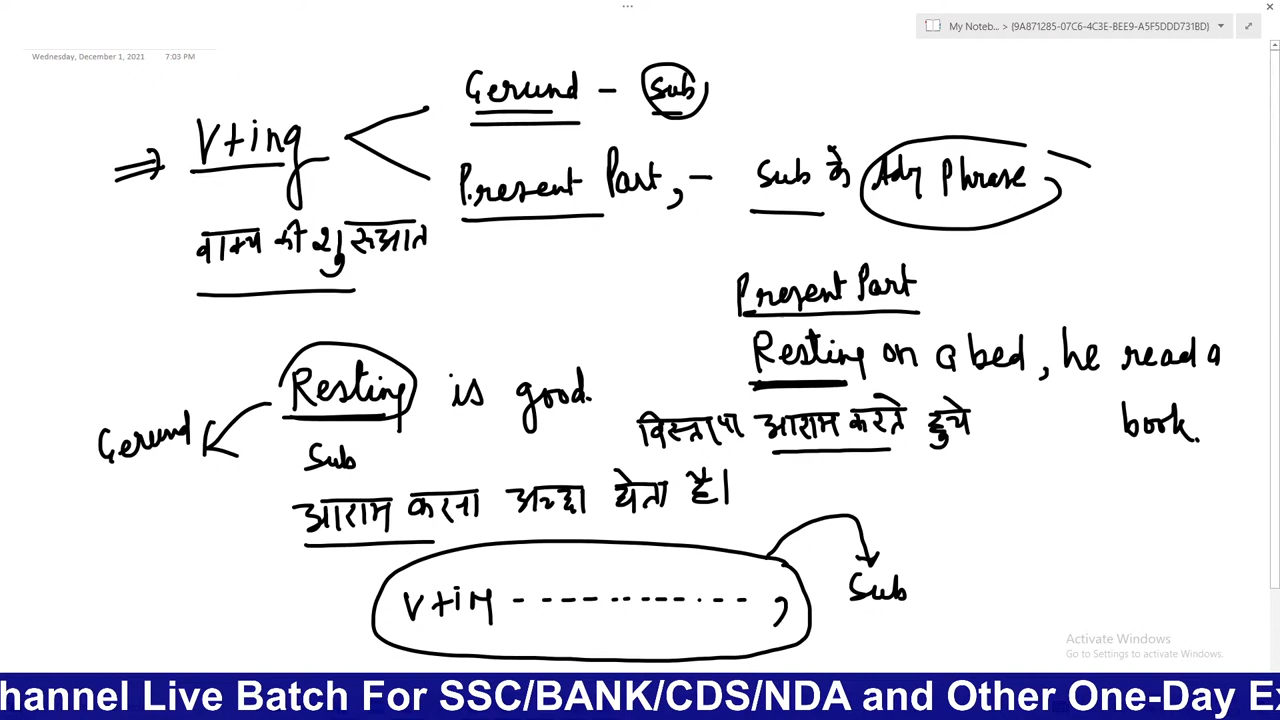 My Noteb... > {9A871285-07C6-4C3E-BEE9-A5F5DDD731BD}
Wednesday, December 1, 2021 7:03 PM
Gerund - Sub
⇒ V+ing
Present Part, - Sub के Adj Phrase,
वाक्य की शुरुआत
Present Part
Resting on a bed, he read a
book.
Resting is good.
Gerund
Sub
विस्तर पर आराम करते हुये
आराम करना अच्छा होता है।
V+ing ---------- ,
Sub
Activate Windows
Go to Settings to activate Windows.
hannel Live Batch For SSC/BANK/CDS/NDA and Other One-Day Ex